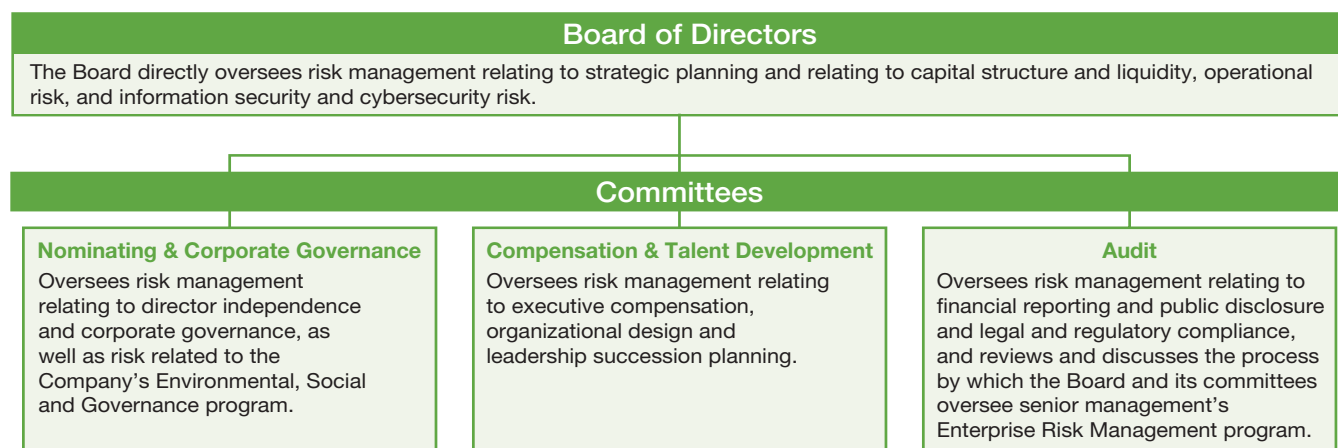 Board of Directors
The Board directly oversees risk management relating to strategic planning and relating to capital structure and liquidity, operational
risk, and information security and cybersecurity risk.
Committees
Nominating & Corporate Governance
Oversees risk management
relating to director independence
and corporate governance, as
well as risk related to the
Company’s Environmental, Social
and Governance program.
Compensation & Talent Development
Oversees risk management relating
to executive compensation,
organizational design and
leadership succession planning.
Audit
Oversees risk management relating to
financial reporting and public disclosure
and legal and regulatory compliance,
and reviews and discusses the process
by which the Board and its committees
oversee senior management’s
Enterprise Risk Management program.